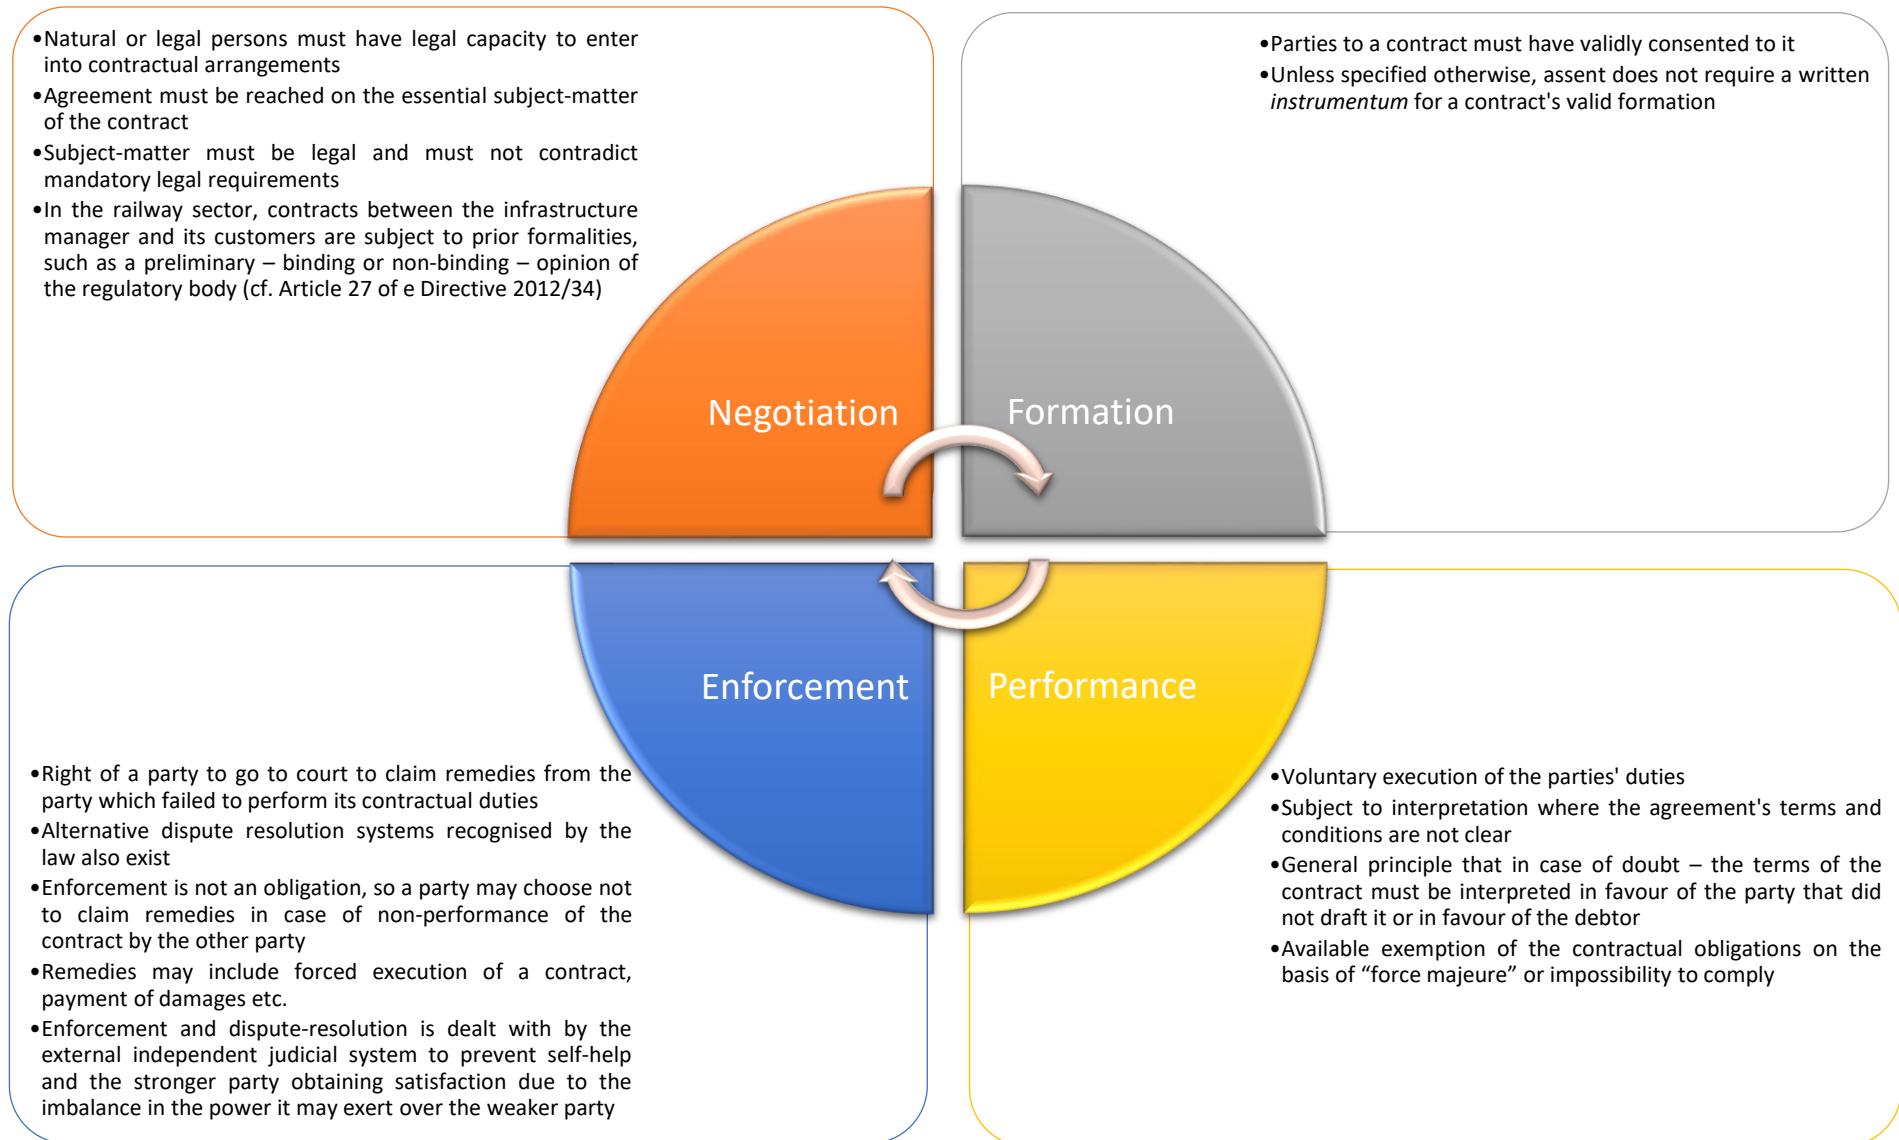 •Natural or legal persons must have legal capacity to enter
into contractual arrangements
•Agreement must be reached on the essential subject-matter
of the contract
•Subject-matter must be legal and must not contradict
mandatory legal requirements
•In the railway sector, contracts between the infrastructure
manager and its customers are subject to prior formalities,
such as a preliminary – binding or non-binding – opinion of
the regulatory body (cf. Article 27 of e Directive 2012/34)
•Parties to a contract must have validly consented to it
•Unless specified otherwise, assent does not require a written
instrumentum for a contract's valid formation
Negotiation
Formation
Enforcement
Performance
•Right of a party to go to court to claim remedies from the
party which failed to perform its contractual duties
•Alternative dispute resolution systems recognised by the
law also exist
•Enforcement is not an obligation, so a party may choose not
to claim remedies in case of non-performance of the
contract by the other party
•Remedies may include forced execution of a contract,
payment of damages etc.
•Enforcement and dispute-resolution is dealt with by the
external independent judicial system to prevent self-help
and the stronger party obtaining satisfaction due to the
imbalance in the power it may exert over the weaker party
•Voluntary execution of the parties' duties
•Subject to interpretation where the agreement's terms and
conditions are not clear
•General principle that in case of doubt – the terms of the
contract must be interpreted in favour of the party that did
not draft it or in favour of the debtor
•Available exemption of the contractual obligations on the
basis of “force majeure” or impossibility to comply